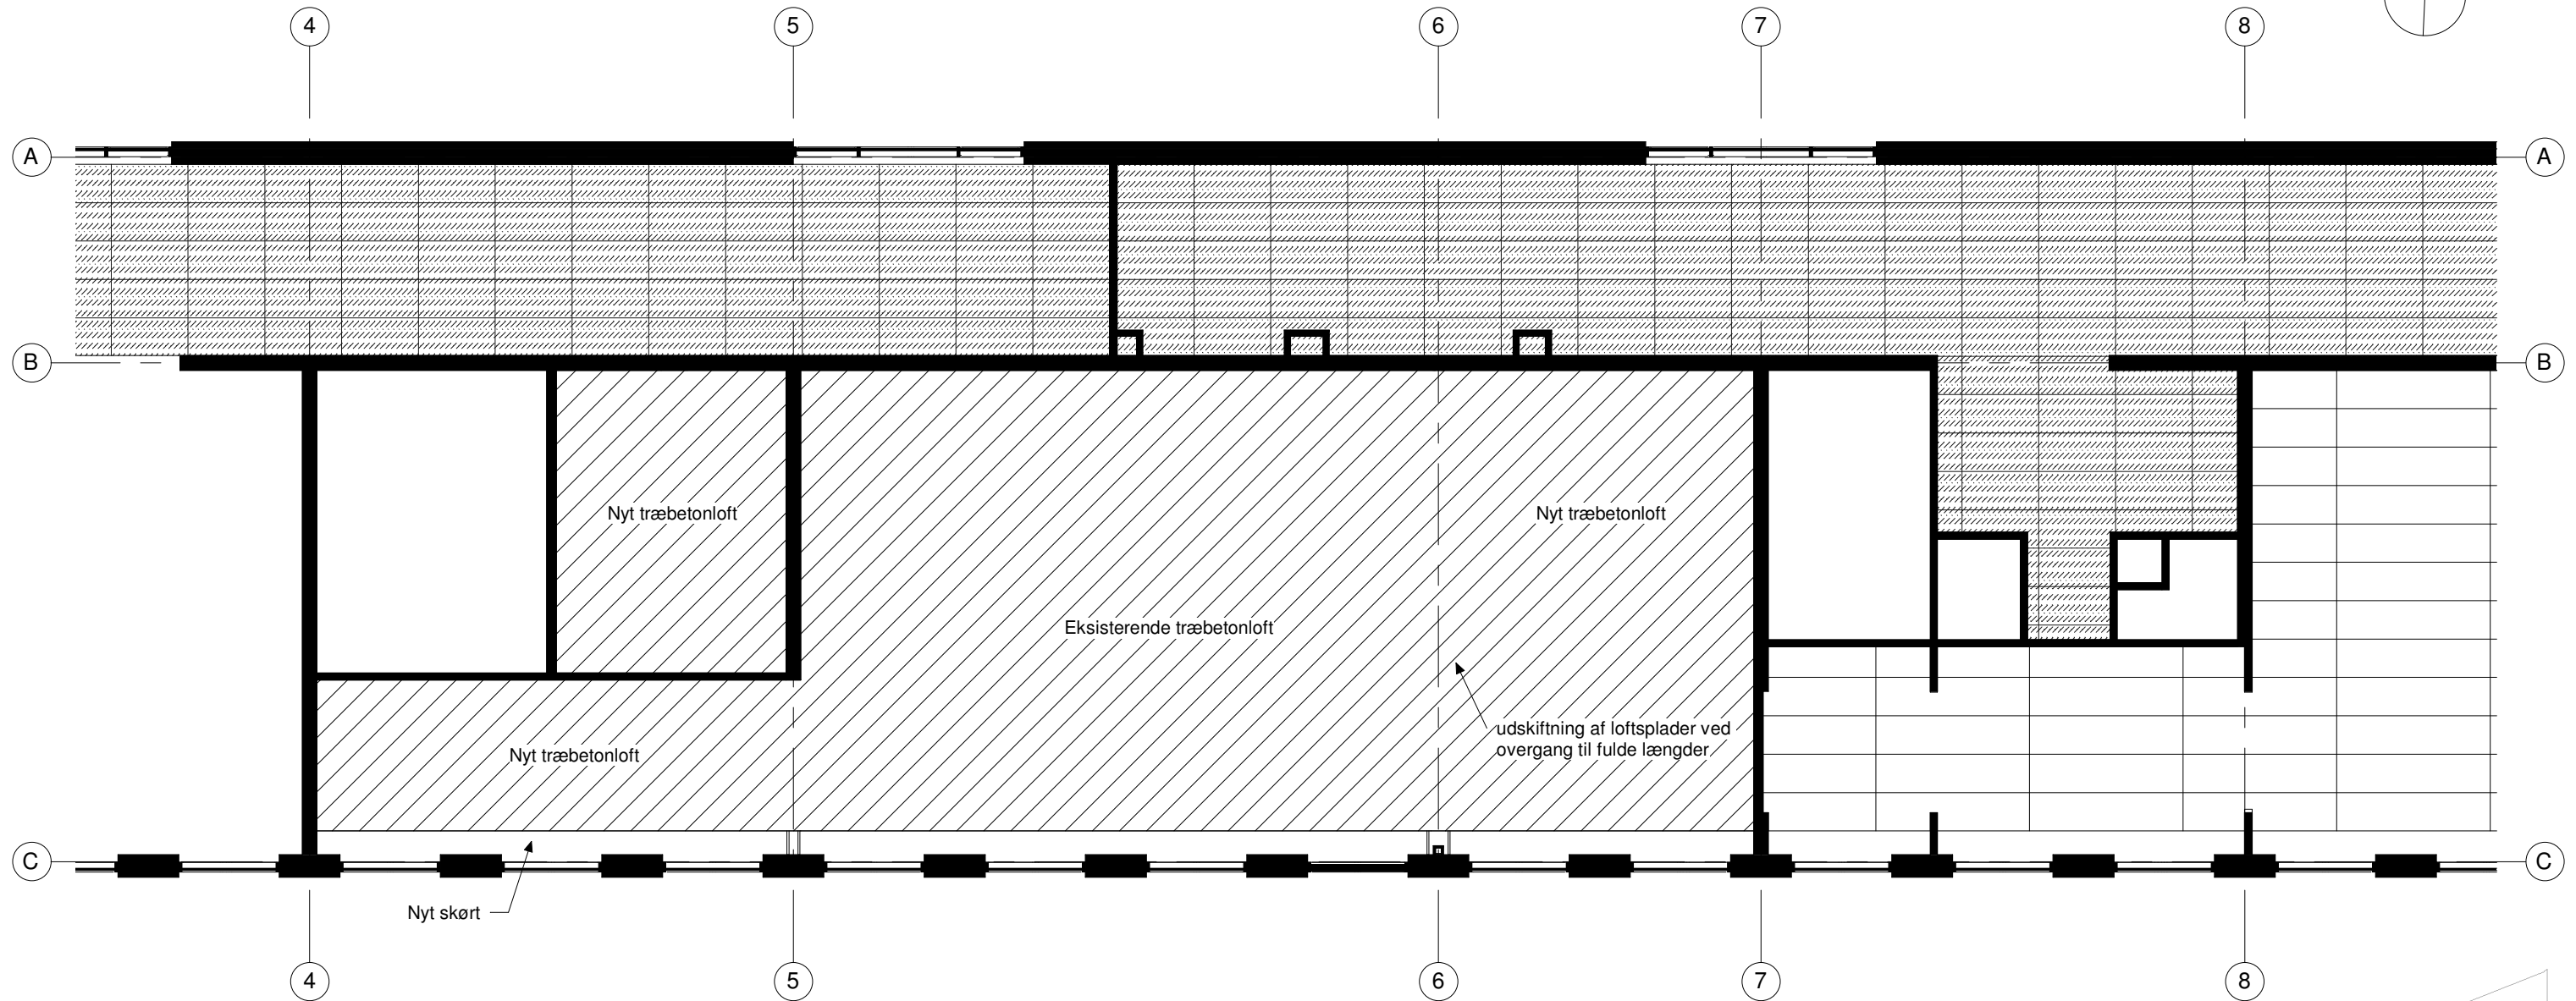 4 5 6 7 8
A A
B B
Nyt træbetonloft Nyt træbetonloft
Eksisterende træbetonloft
udskiftning af loftsplader ved
overgang til fulde længder
Nyt træbetonloft
C C
Nyt skørt
4 5 6 7 8